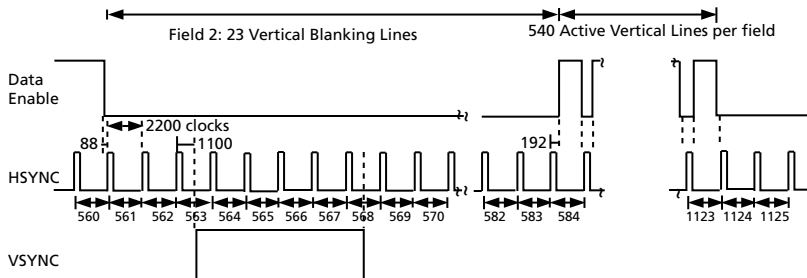 Field 2: 23 Vertical Blanking Lines
540 Active Vertical Lines per field
Data
Enable
2200 clocks
88
1100
192
HSYNC
560 561 562 563 564 565 566 567 568 569 570 582 583 584 1123 1124 1125
VSYNC